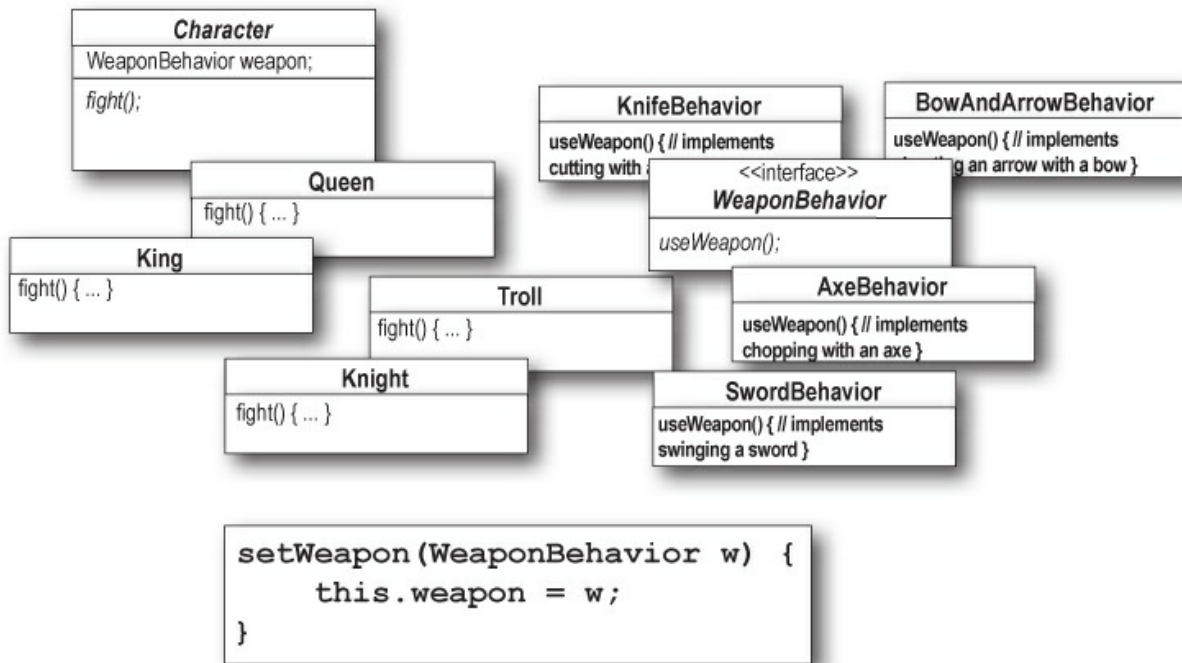 Character
WeaponBehavior weapon;
fight();
Queen
fight() { ... }
King
fight() { ... }
Troll
fight() { ... }
Knight
fight() { ... }
KnifeBehavior
useWeapon() { // implements
cutting with
BowAndArrowBehavior
useWeapon() { // implements
an arrow with a bow }
<<interface>>
WeaponBehavior
useWeapon();
AxeBehavior
useWeapon() { // implements
chopping with an axe }
SwordBehavior
useWeapon() { // implements
swinging a sword }
setWeapon(WeaponBehavior w) {
this.weapon = w;
}